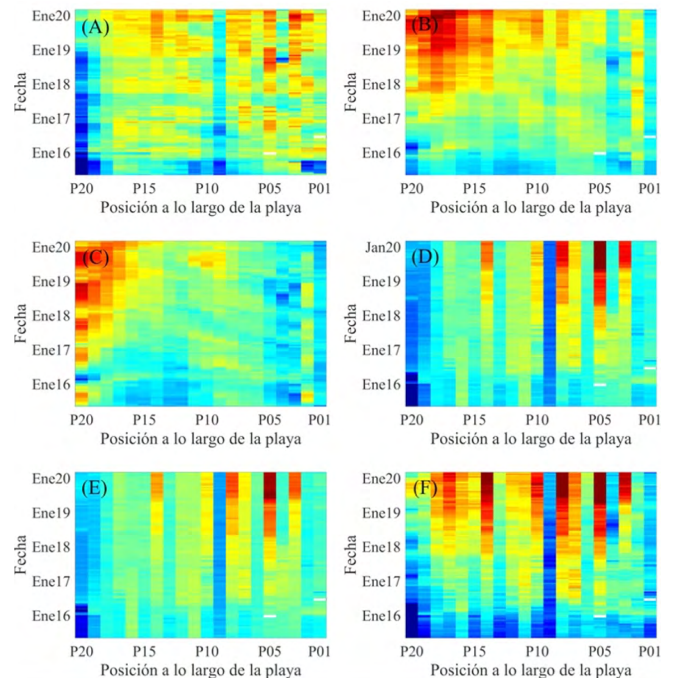 (A)
Ene20
Ene19
Ene18
Ene17
Ene16
Fecha
P20 P15 P10 P05 P01
Posición a lo largo de la playa
(B)
Ene20
Ene19
Ene18
Ene17
Ene16
Fecha
P20 P15 P10 P05 P01
Posición a lo largo de la playa
(C)
Ene20
Ene19
Ene18
Ene17
Ene16
Fecha
P20 P15 P10 P05 P01
Posición a lo largo de la playa
(D)
Jan20
Ene19
Ene18
Ene17
Ene16
Fecha
P20 P15 P10 P05 P01
Posición a lo largo de la playa
(E)
Ene20
Ene19
Ene18
Ene17
Ene16
Fecha
P20 P15 P10 P05 P01
Posición a lo largo de la playa
(F)
Ene20
Ene19
Ene18
Ene17
Ene16
Fecha
P20 P15 P10 P05 P01
Posición a lo largo de la playa